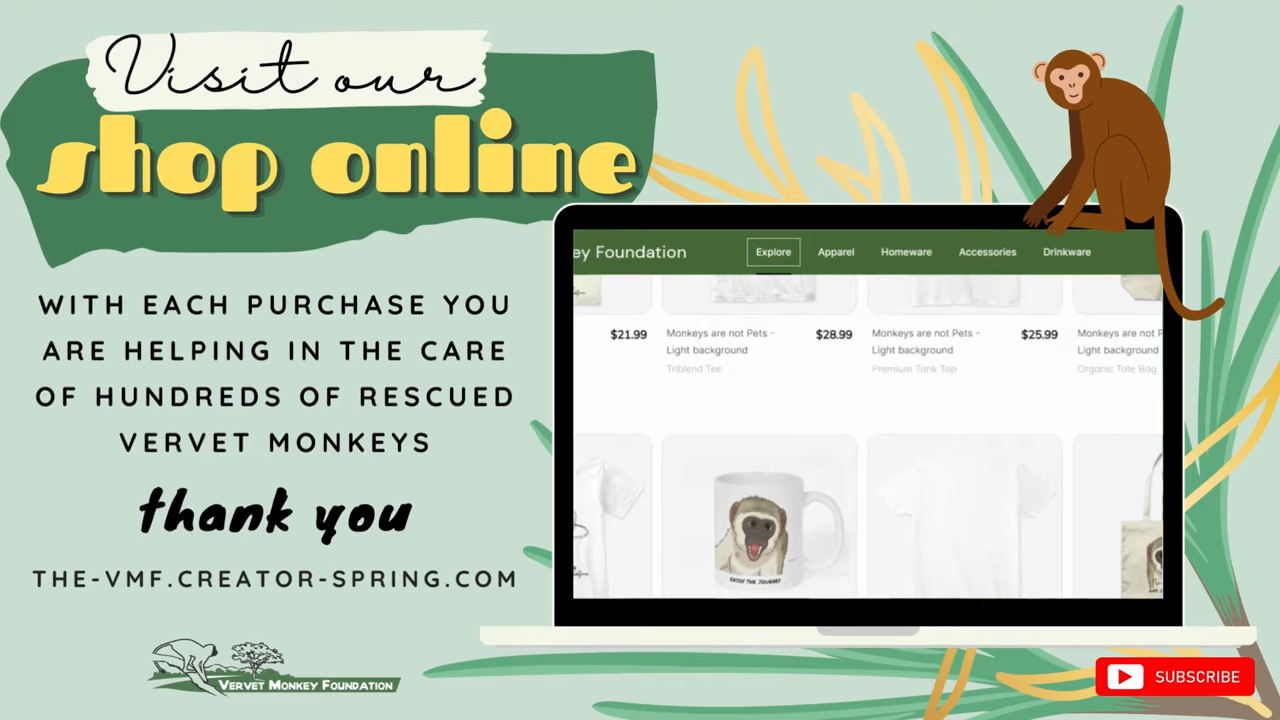 Visit our
shop online
WITH EACH PURCHASE YOU
ARE HELPING IN THE CARE
OF HUNDREDS OF RESCUED
VERVET MONKEYS
thank you
THE-VMF.CREATOR-SPRING.COM
VERVET MONKEY FOUNDATION
ey Foundation
Explore Apparel Homeware Accessories Drinkware
$21.99 Monkeys are not Pets - $28.99 Monkeys are not Pets - $25.99 Monkeys are not P
Light background Light background Light background
Triblend Tee Premium Tank Top Organic Tote Bag
ENJOY THE JOURNEY
SUBSCRIBE